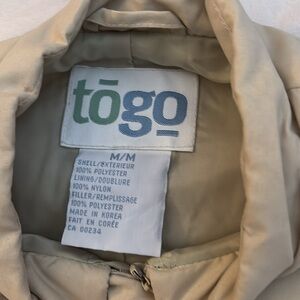 tōgo
M/M
SHELL/EXTERIEUR
100% POLYESTER
LINING/DOUBLURE
100% NYLON
FILLER/REMPLISSAGE
100% POLYESTER
MADE IN KOREA
FAIT EN CORÉE
CA 00234